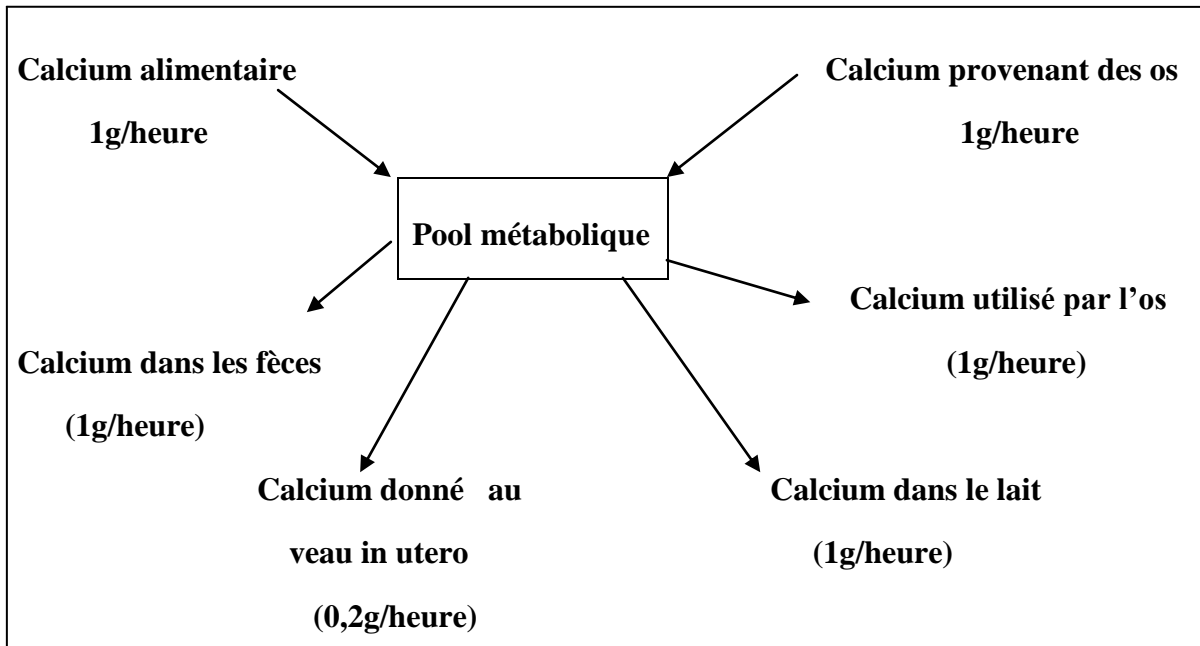 Calcium alimentaire
1g/heure
Calcium provenant des os
1g/heure
Pool métabolique
Calcium utilisé par l’os
(1g/heure)
Calcium dans les fèces
(1g/heure)
Calcium donné au
veau in utero
(0,2g/heure)
Calcium dans le lait
(1g/heure)